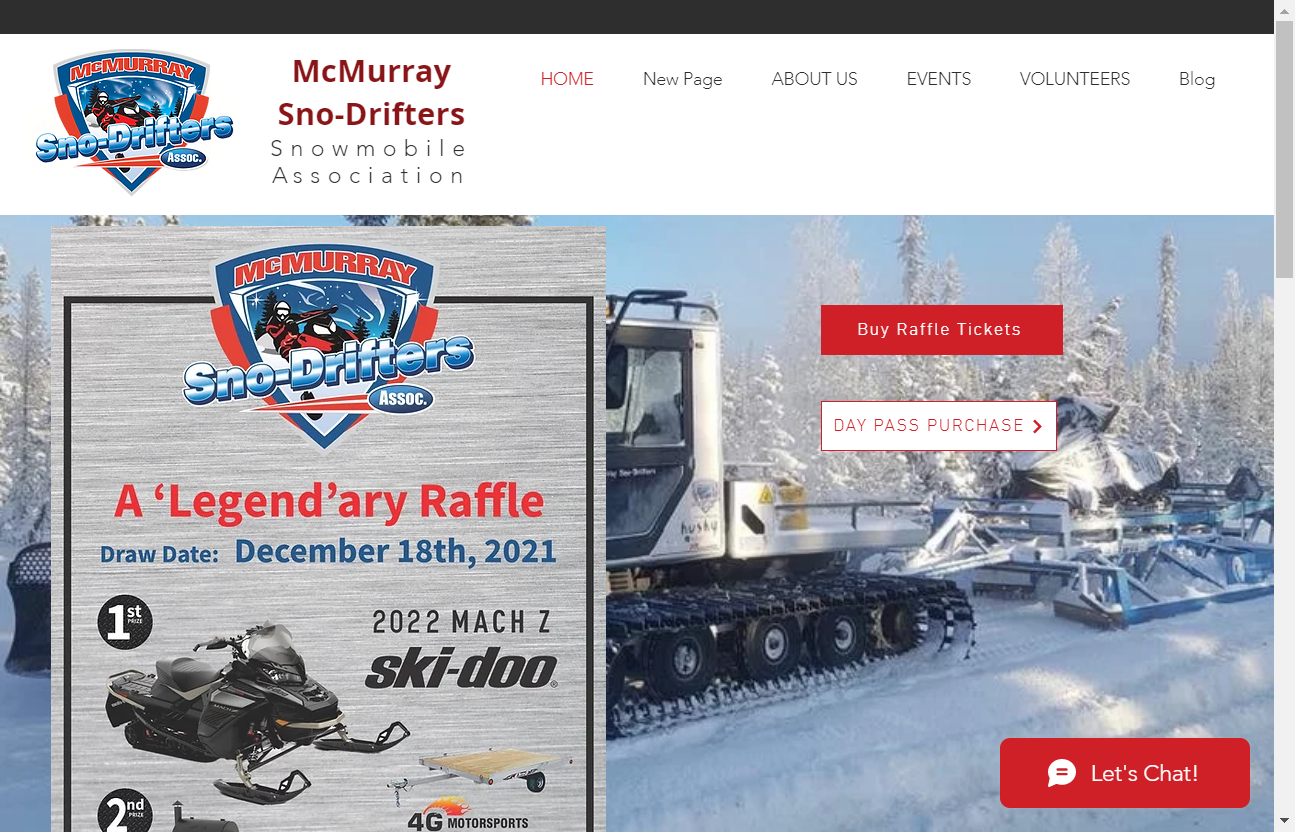 McMURRAY
Sno-Drifters
Assoc.
McMurray
Sno-Drifters
Snowmobile
Association
HOME
New Page
ABOUT US
EVENTS
VOLUNTEERS
Blog
McMURRAY
Sno-Drifters
Assoc.
A ‘Legend’ary Raffle
Draw Date: December 18th, 2021
1st PRIZE
2022 MACH Z
ski-doo®
2nd PRIZE
4G MOTORSPORTS
Buy Raffle Tickets
DAY PASS PURCHASE
husky
Let's Chat!